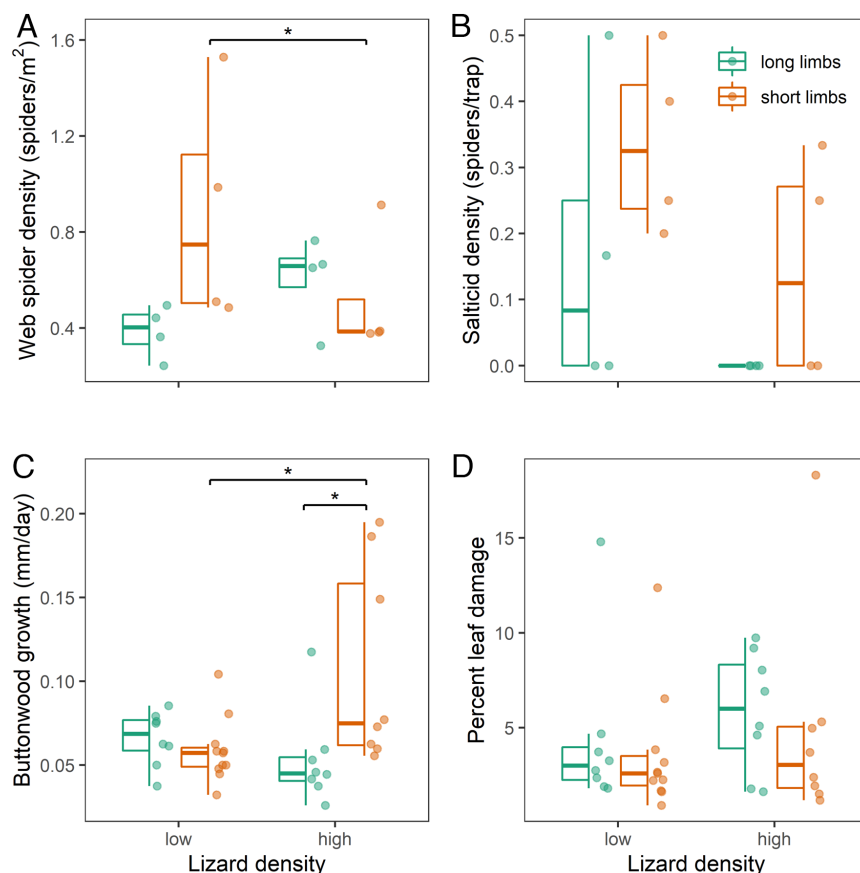 A
Web spider density (spiders/m²)
1.6
1.2
0.8
0.4
*
B
Salticid density (spiders/trap)
0.5
0.4
0.3
0.2
0.1
0.0
long limbs
short limbs
C
Buttonwood growth (mm/day)
0.20
0.15
0.10
0.05
*
*
low
high
Lizard density
D
Percent leaf damage
15
10
5
low
high
Lizard density